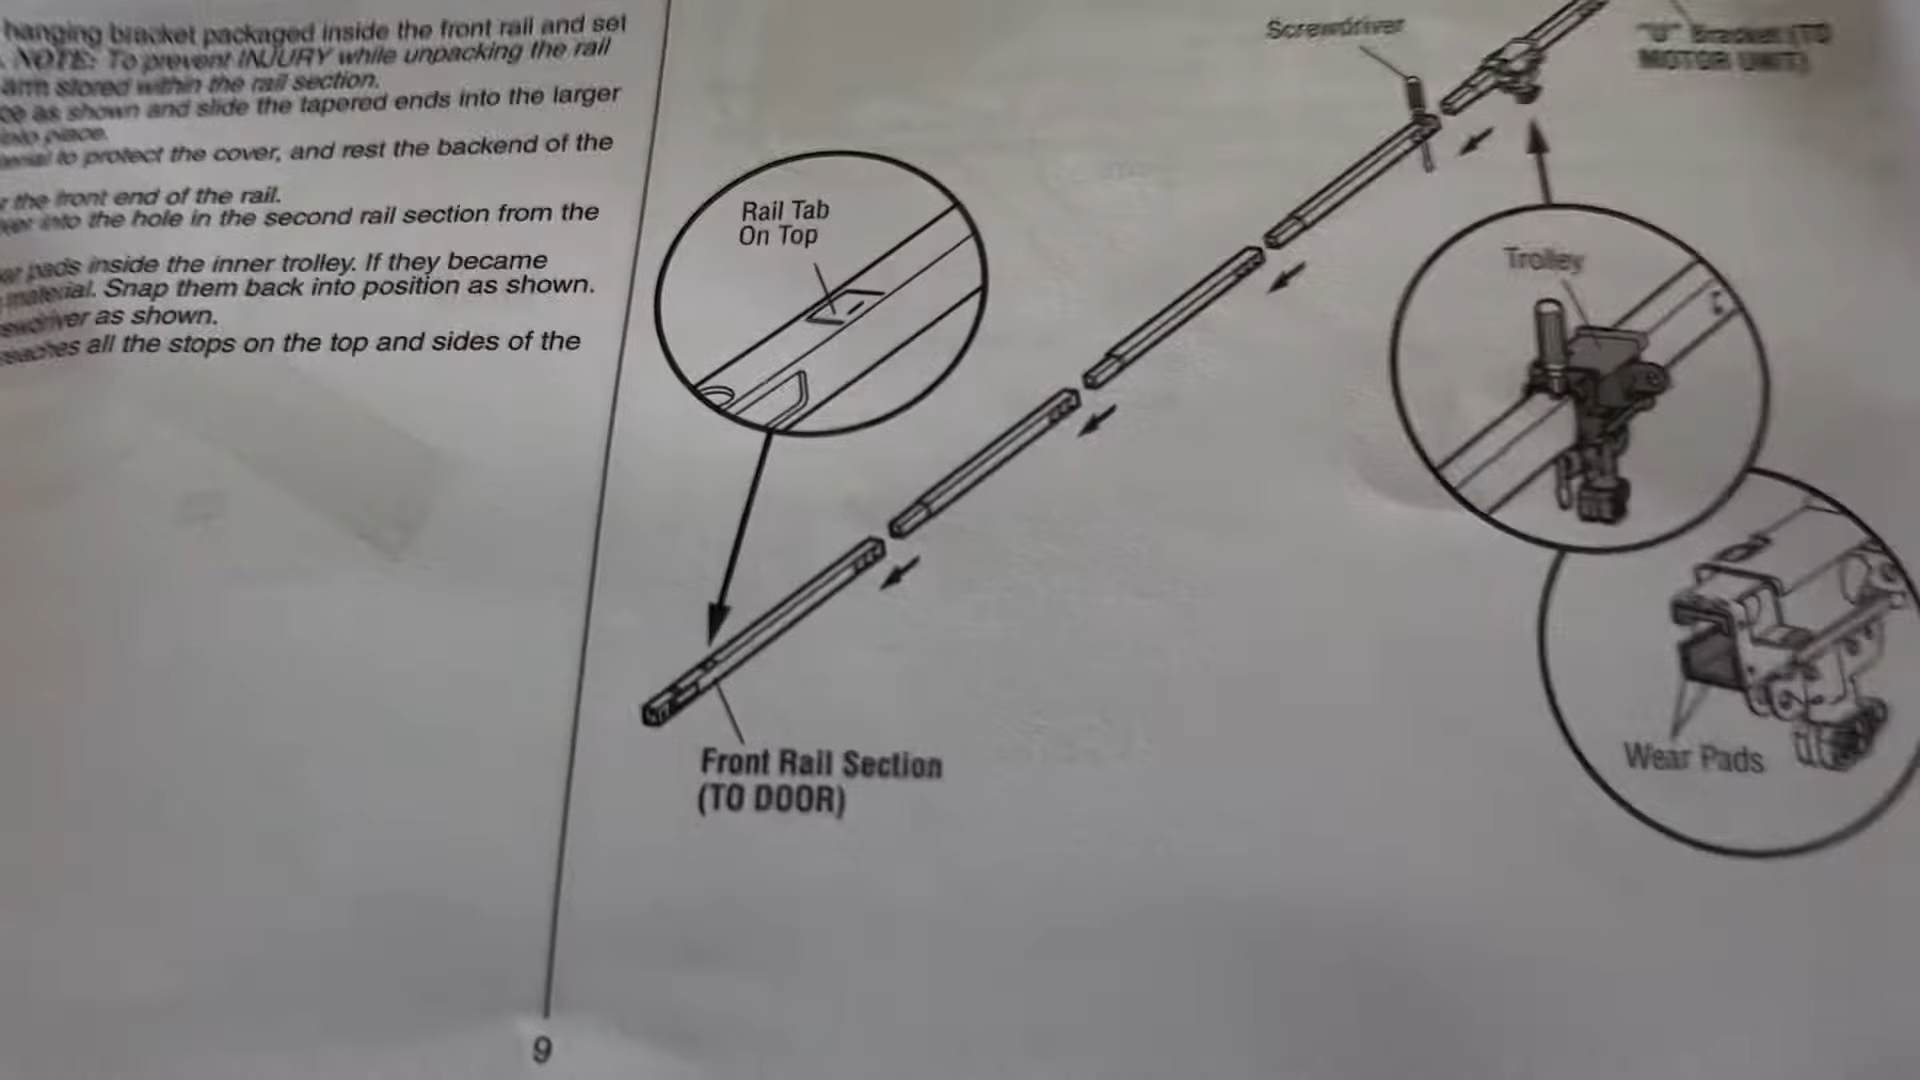 hanging bracket packaged inside the front rail and set
. NOTE: To prevent INJURY while unpacking the rail
arm stored within the rail section.
as shown and slide the tapered ends into the larger
into place.
to protect the cover, and rest the backend of the
the front end of the rail.
into the hole in the second rail section from the
pads inside the inner trolley. If they became
material. Snap them back into position as shown.
as shown.
all the stops on the top and sides of the
9
Screwdriver
"U" Bracket (TO
MOTOR UNIT)
Rail Tab
On Top
Trolley
Wear Pads
Front Rail Section
(TO DOOR)